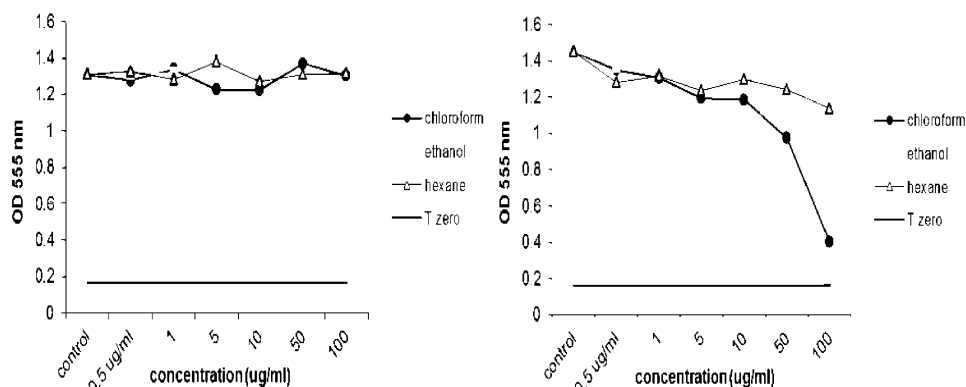 OD 555 nm
1.6
1.4
1.2
1
0.8
0.6
0.4
0.2
0
control
0.5 ug/ml
1
5
10
50
100
concentration (ug/ml)
chloroform
ethanol
hexane
T zero
OD 555 nm
1.6
1.4
1.2
1
0.8
0.6
0.4
0.2
0
control
0.5 ug/ml
1
5
10
50
100
concentration (ug/ml)
chloroform
ethanol
hexane
T zero